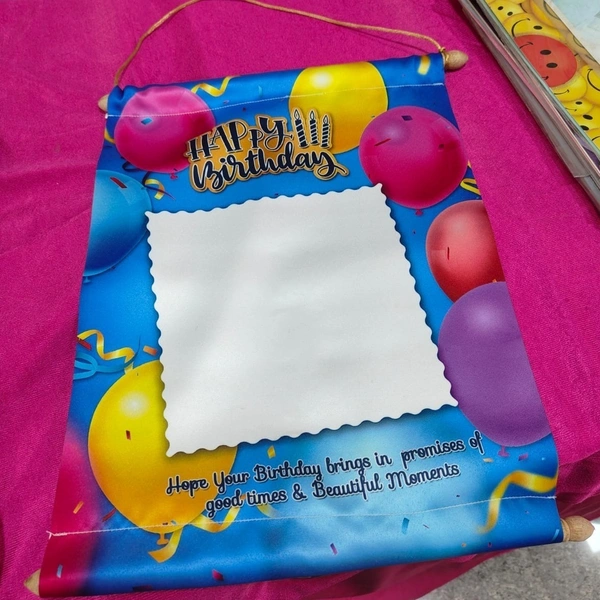 HAPPY
Birthday
Hope Your Birthday brings in promises of
good times & Beautiful Moments